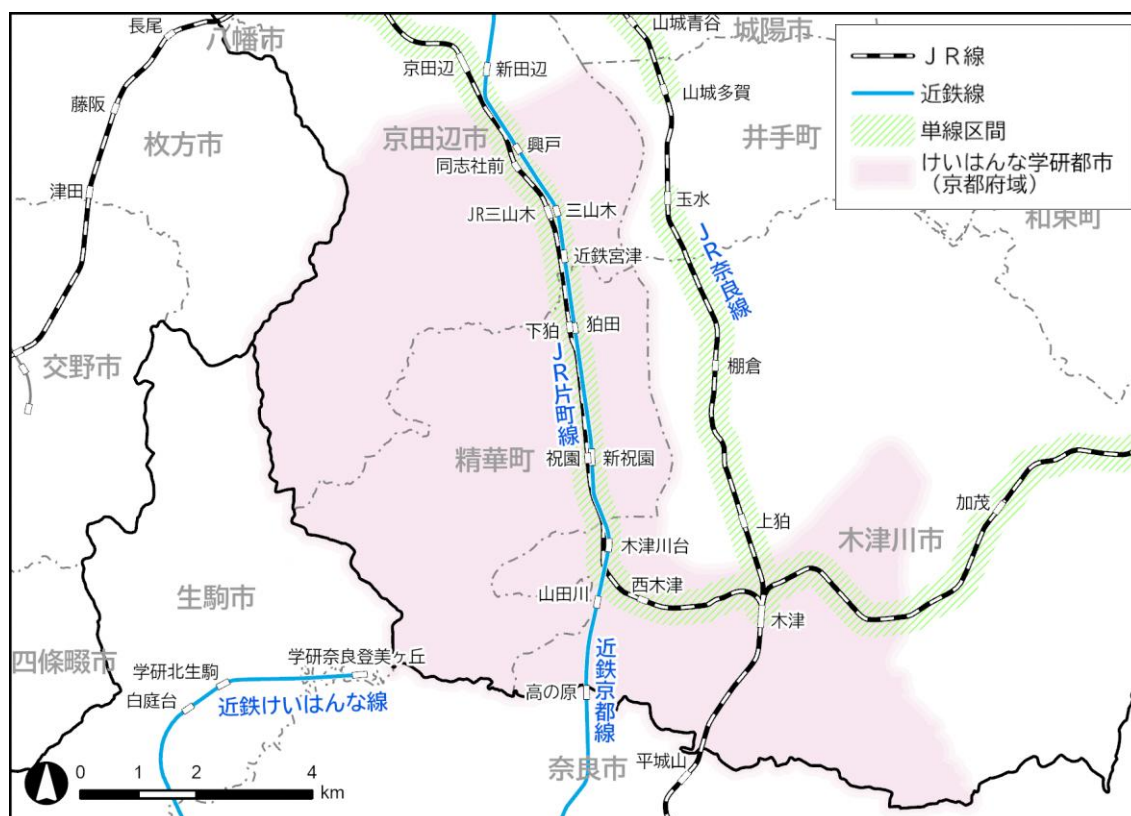 長尾
八幡市
山城青谷
城陽市
京田辺
新田辺
藤阪
枚方市
京田辺市
山城多賀
井手町
興戸
同志社前
津田
JR三山木
三山木
玉水
和束町
近鉄宮津
JR奈良線
下狛
狛田
交野市
JR片町線
棚倉
精華町
祝園
新祝園
加茂
上狛
木津川市
木津川台
生駒市
山田川
西木津
木津
四條畷市
学研北生駒
学研奈良登美ヶ丘
白庭台
近鉄けいはんな線
高の原
近鉄京都線
平城山
奈良市
JR線
近鉄線
単線区間
けいはんな学研都市
(京都府域)
0 1 2 4
km